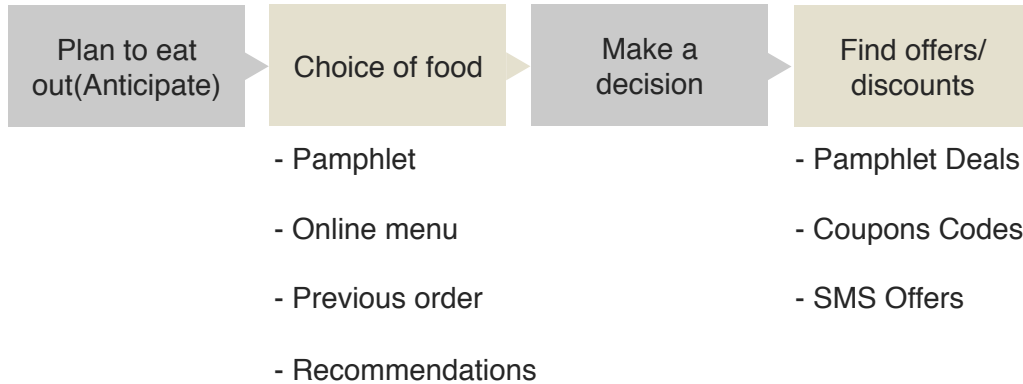 Plan to eat
out(Anticipate)
Choice of food
Make a
decision
Find offers/
discounts
- Pamphlet
- Online menu
- Previous order
- Recommendations
- Pamphlet Deals
- Coupons Codes
- SMS Offers